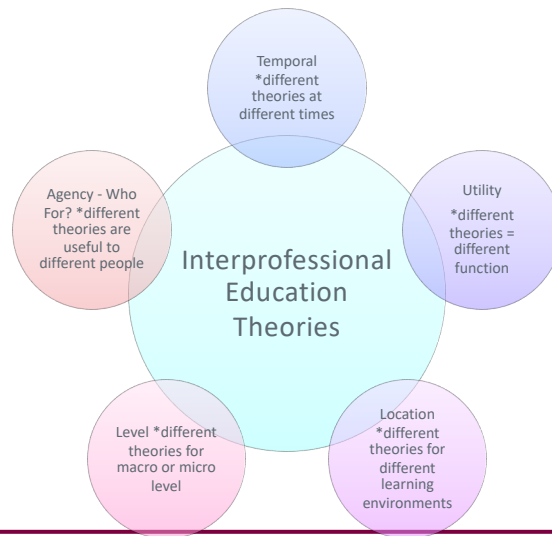 Temporal
*different
theories at
different times
Agency - Who
For? *different
theories are
useful to
different people
Utility
*different
theories =
different
function
Interprofessional
Education
Theories
Level *different
theories for
macro or micro
level
Location
*different
theories for
different
learning
environments